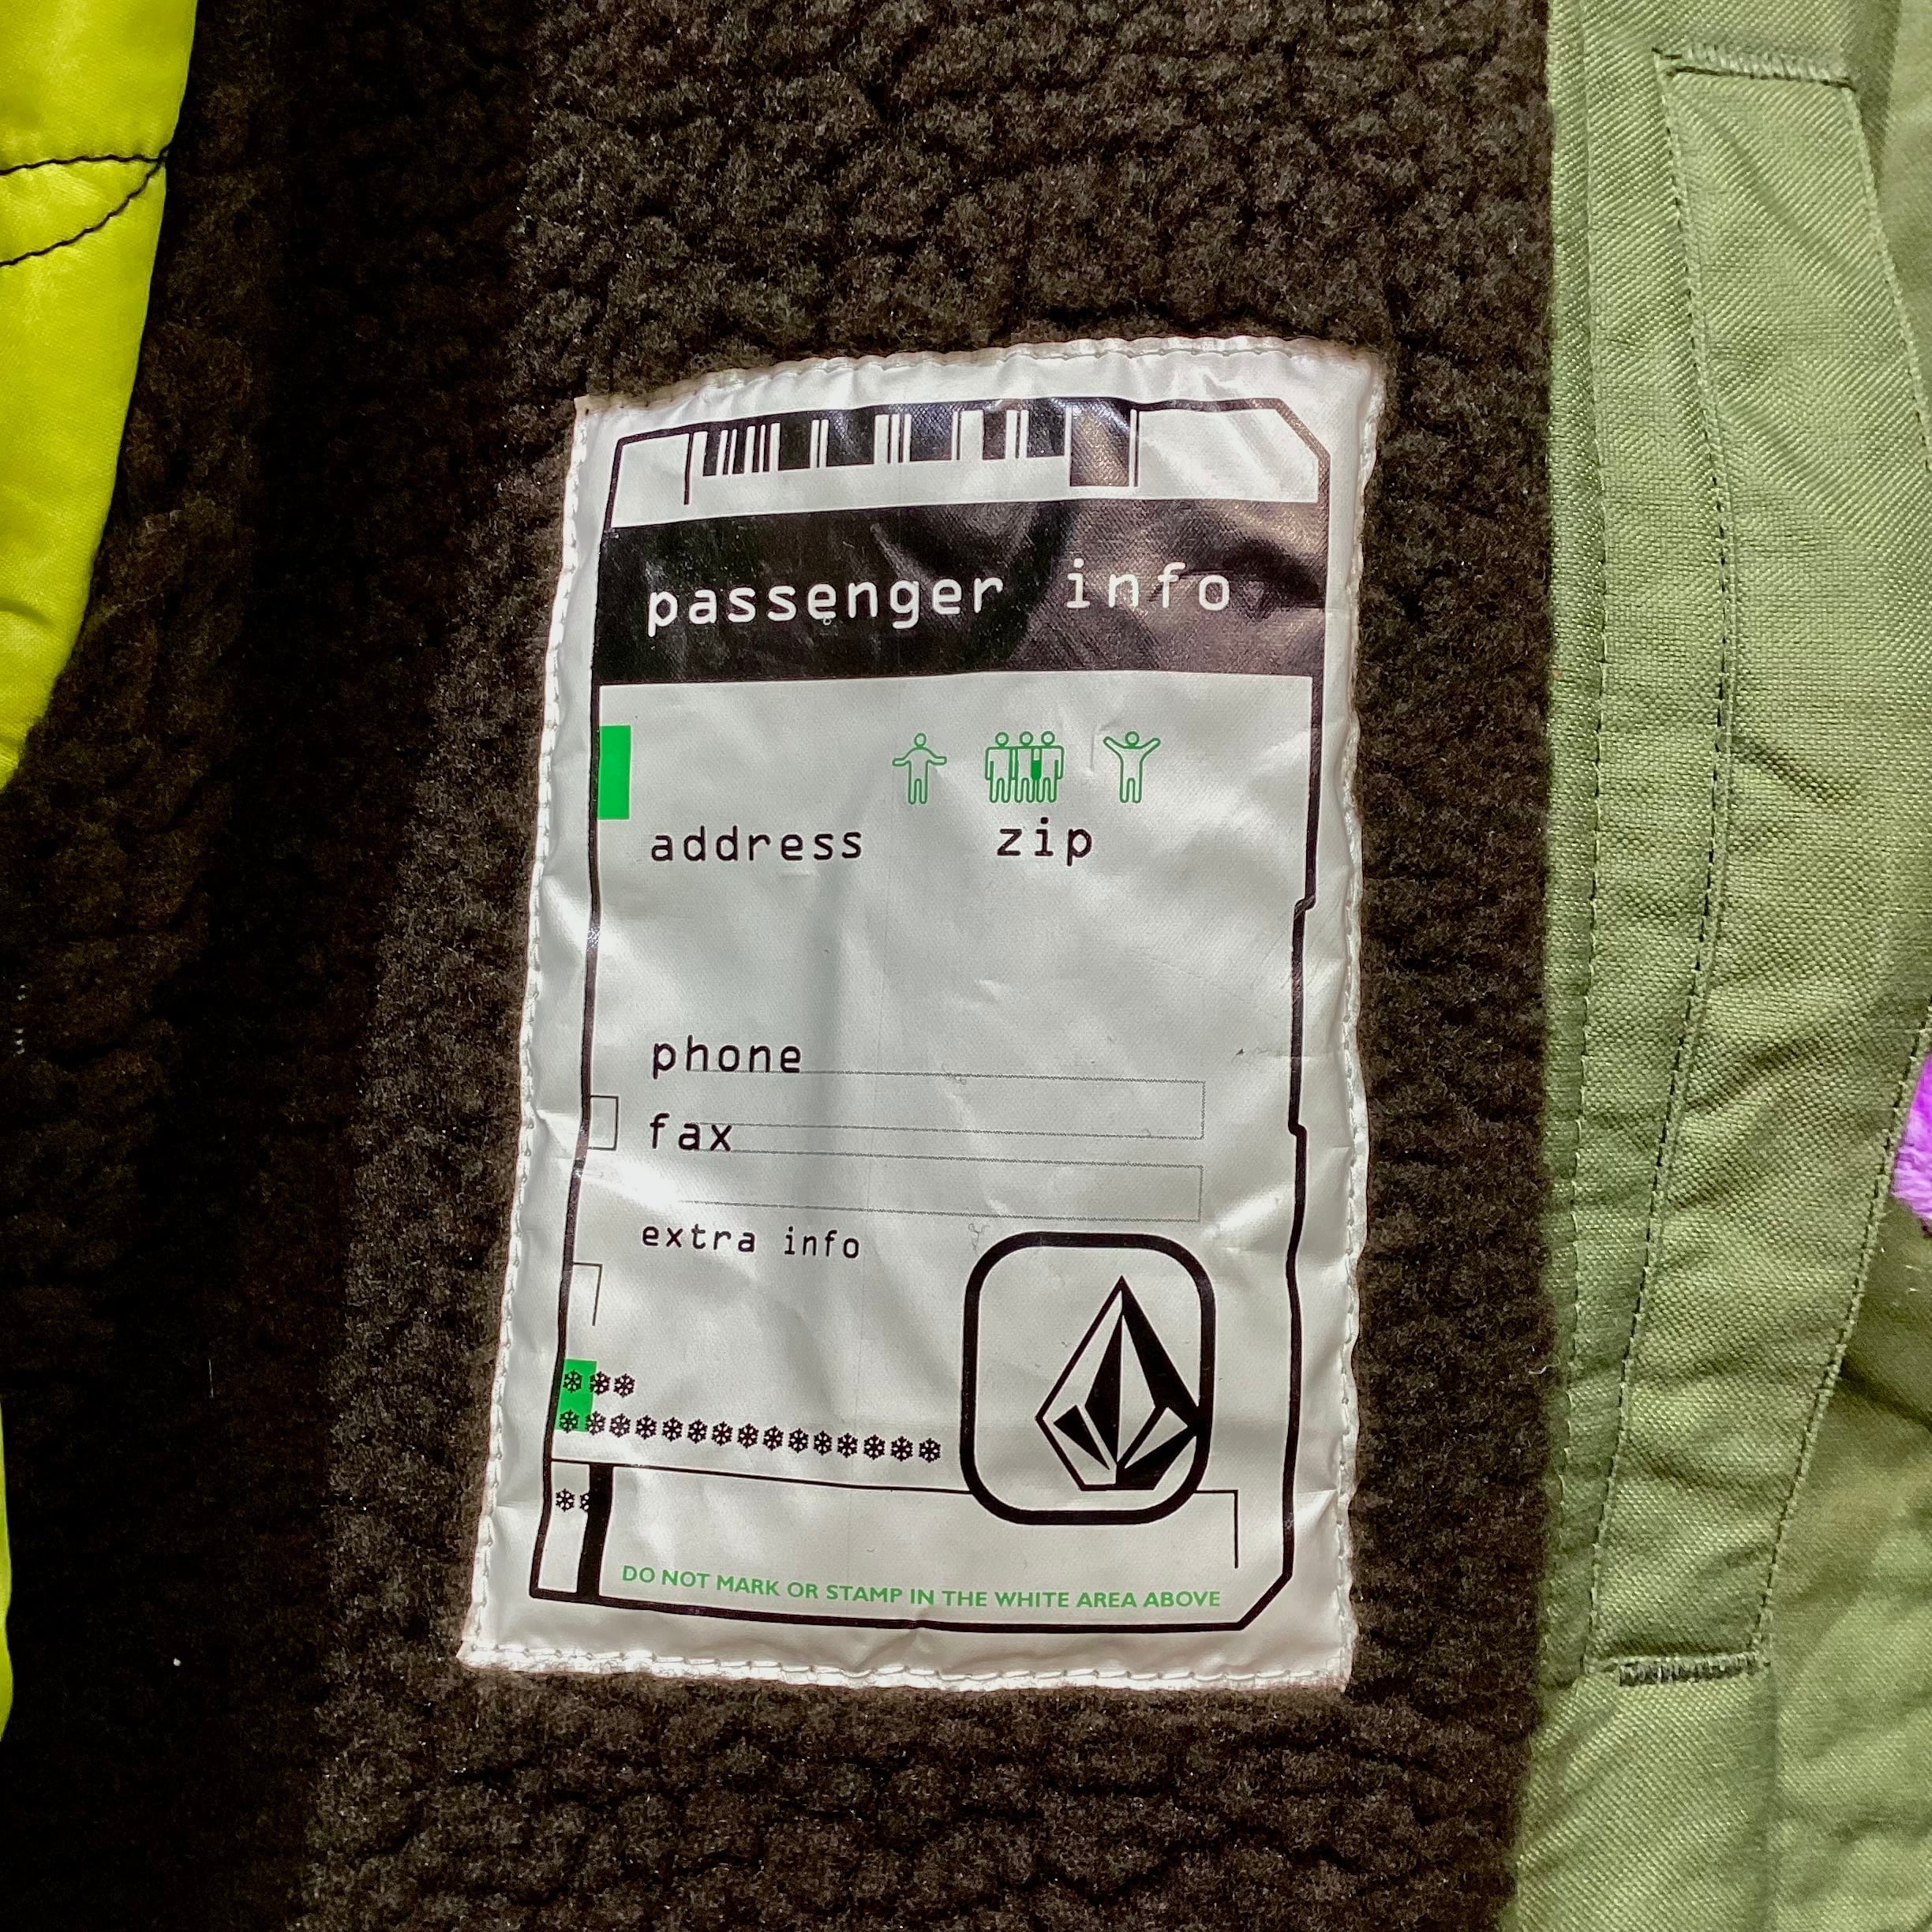 passenger info
address zip
phone
fax
extra info
DO NOT MARK OR STAMP IN THE WHITE AREA ABOVE